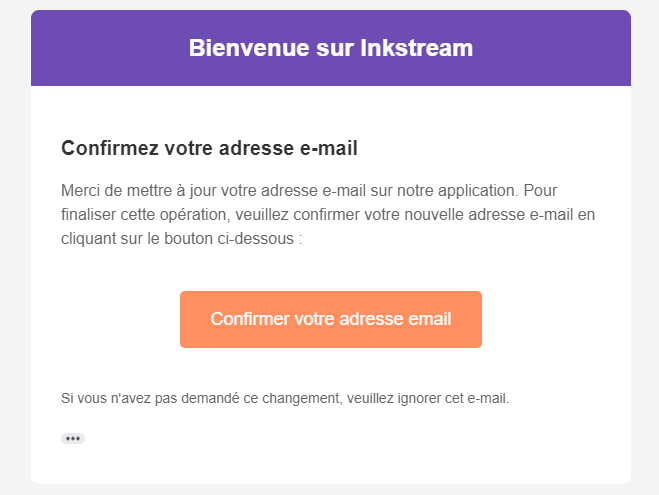 Bienvenue sur Inkstream
Confirmez votre adresse e-mail
Merci de mettre à jour votre adresse e-mail sur notre application. Pour
finaliser cette opération, veuillez confirmer votre nouvelle adresse e-mail en
cliquant sur le bouton ci-dessous :
Confirmer votre adresse email
Si vous n'avez pas demandé ce changement, veuillez ignorer cet e-mail.